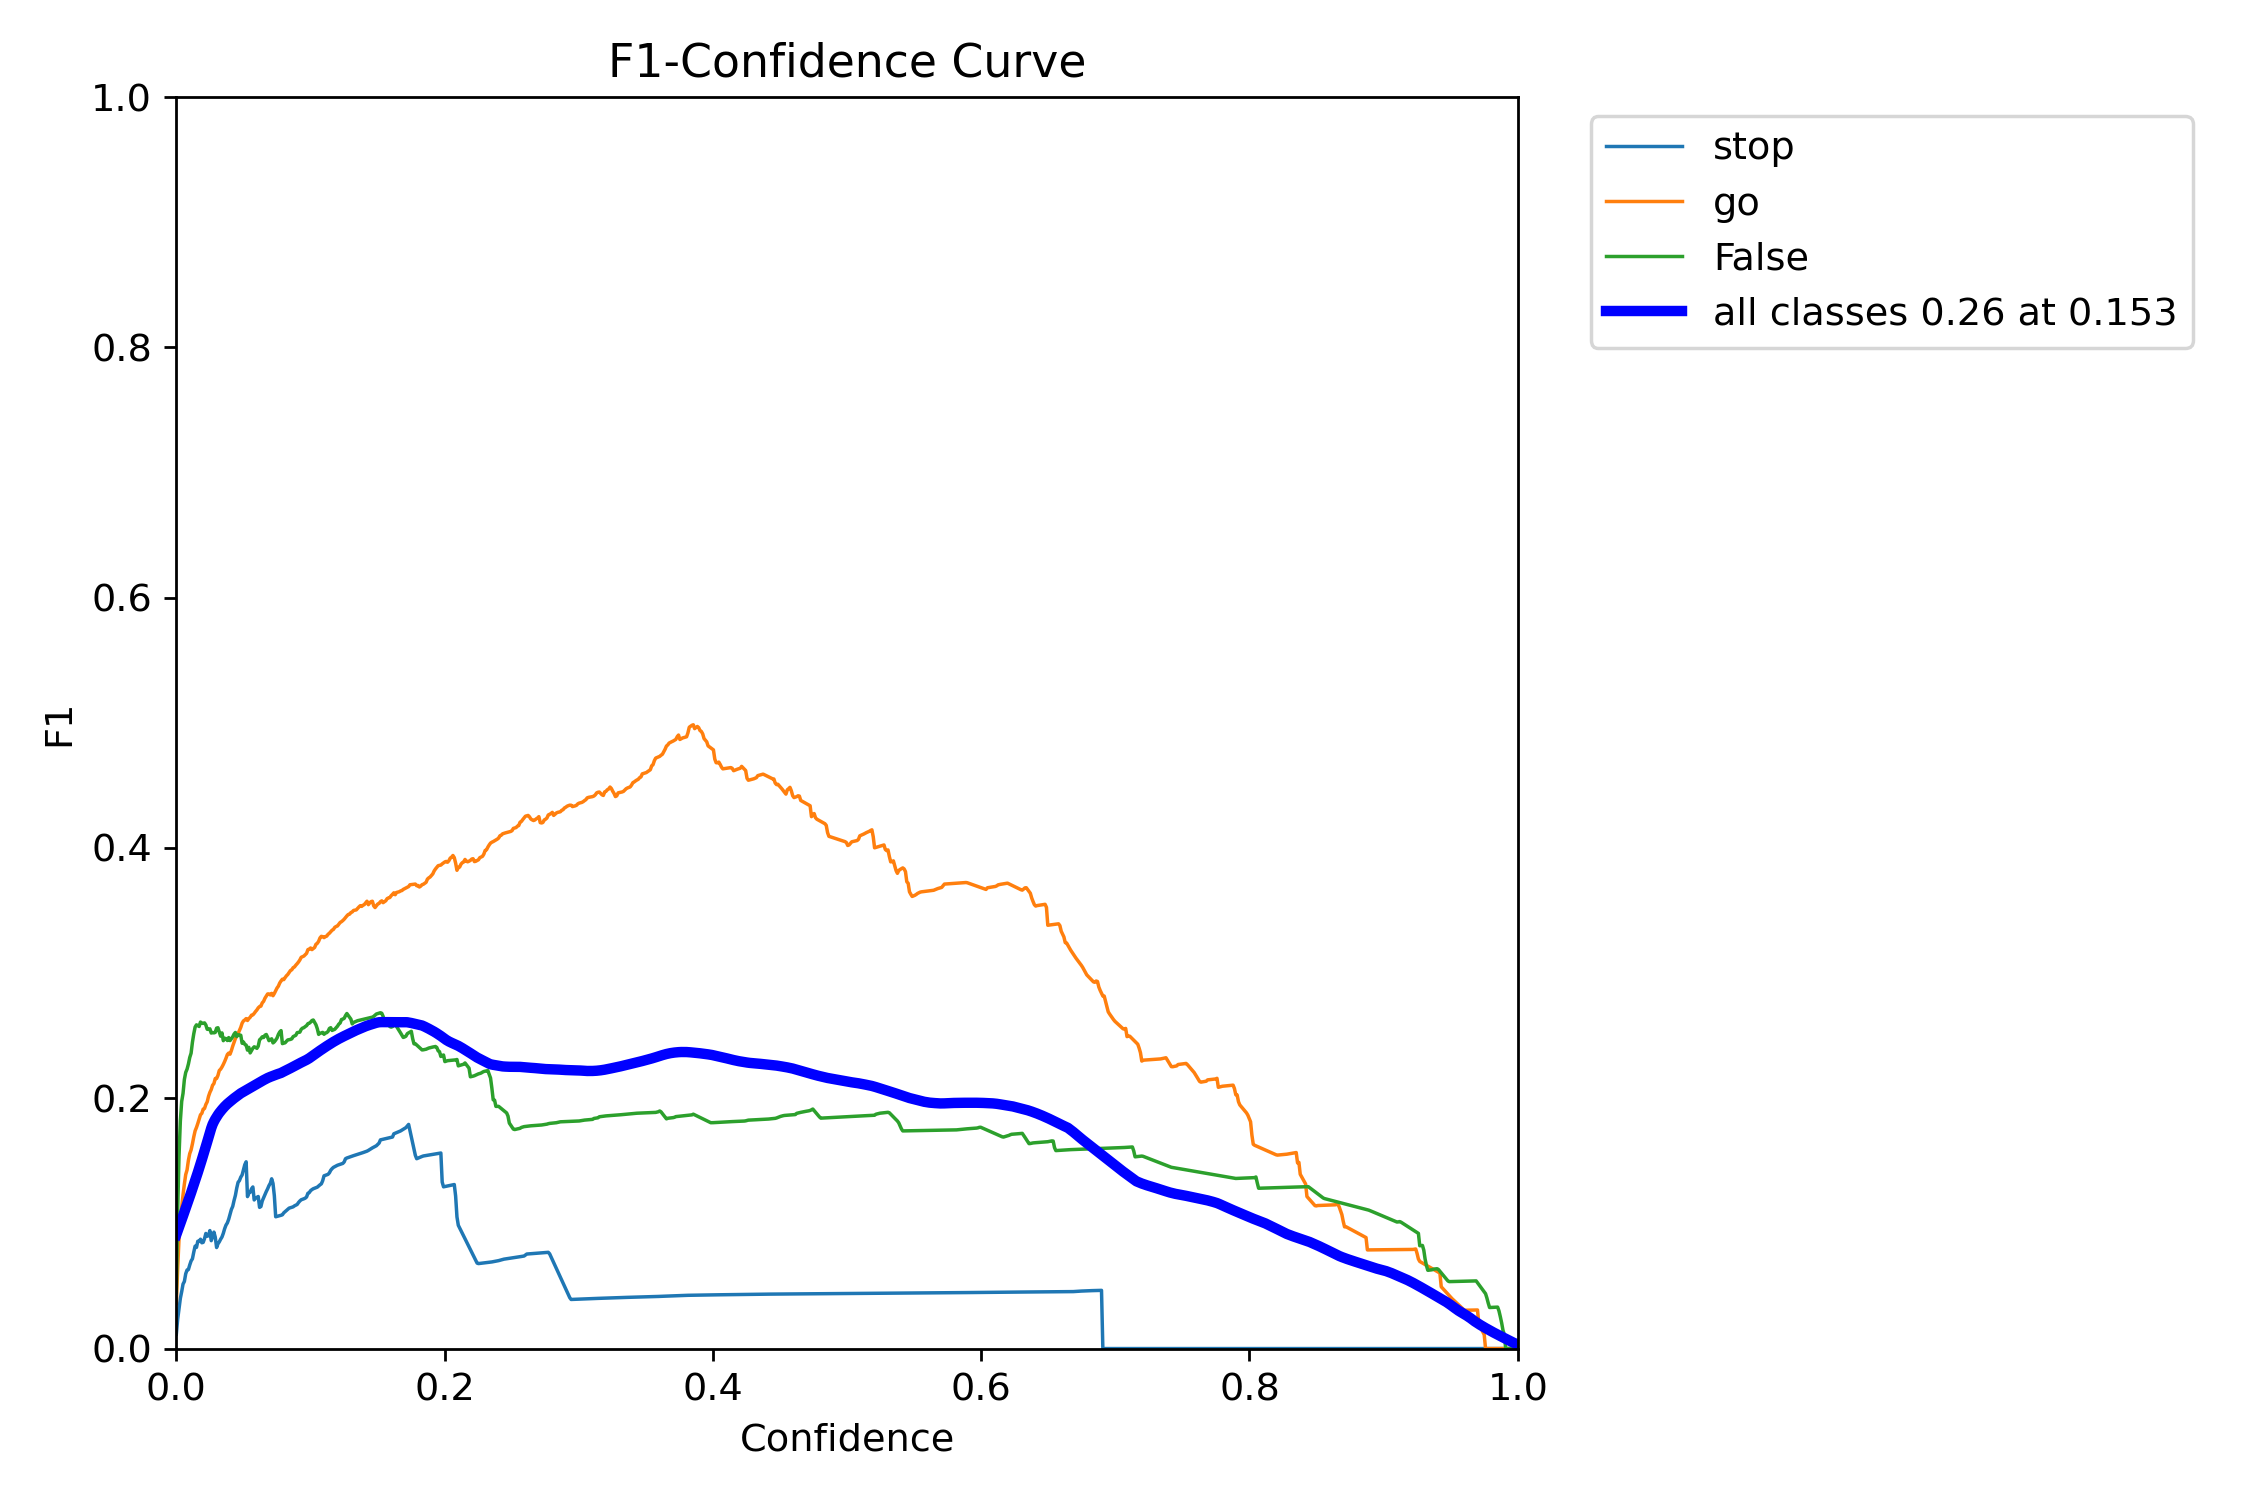 F1-Confidence Curve
1.0
0.8
0.6
0.4
0.2
0.0
F1
0.0 0.2 0.4 0.6 0.8 1.0
Confidence
stop
go
False
all classes 0.26 at 0.153